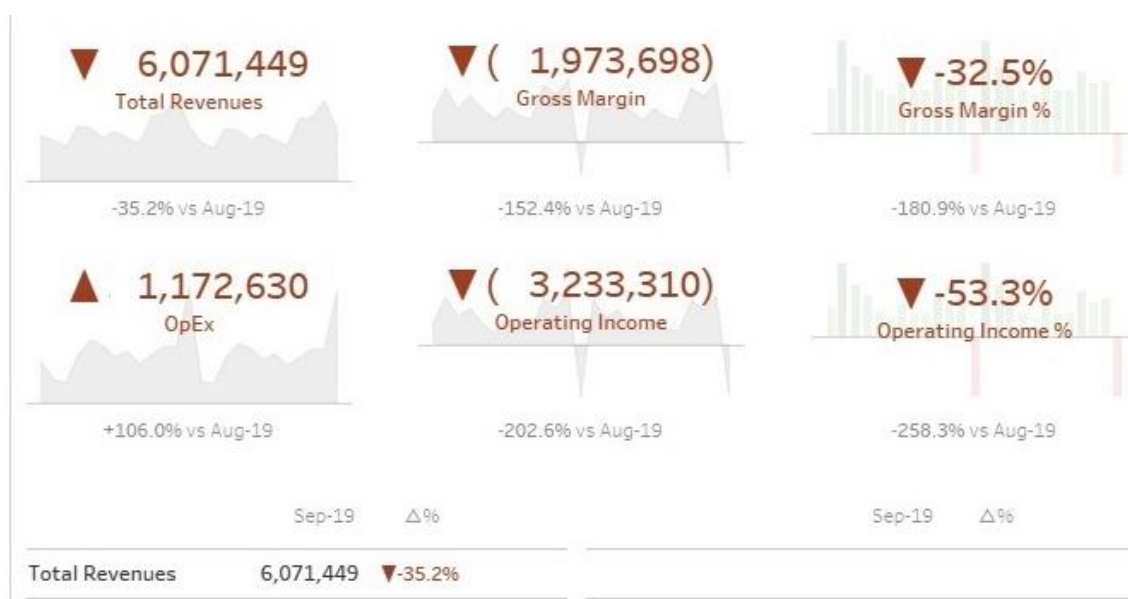 ▼ 6,071,449
Total Revenues
-35.2% vs Aug-19
▼ ( 1,973,698)
Gross Margin
-152.4% vs Aug-19
▼ -32.5%
Gross Margin %
-180.9% vs Aug-19
▲ 1,172,630
OpEx
+106.0% vs Aug-19
▼ ( 3,233,310)
Operating Income
-202.6% vs Aug-19
▼ -53.3%
Operating Income %
-258.3% vs Aug-19
Sep-19 △%
Total Revenues 6,071,449 ▼-35.2%
Sep-19 △%